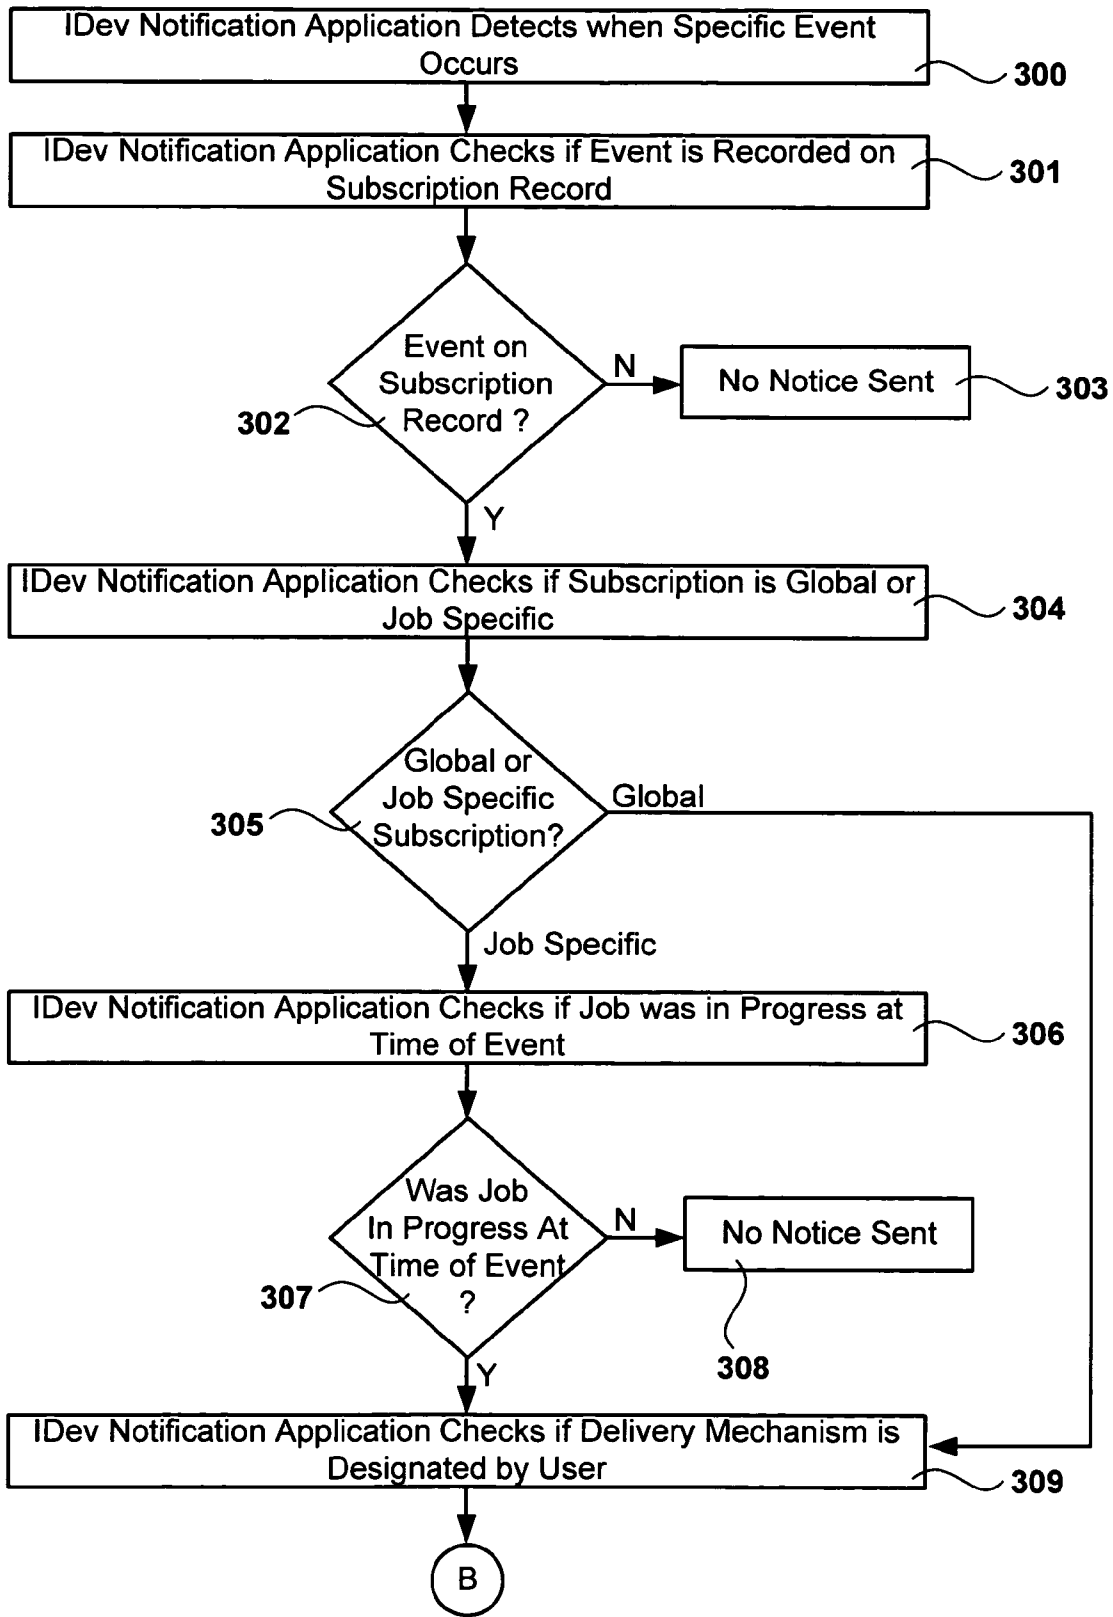 IDev Notification Application Detects when Specific Event
Occurs
300
IDev Notification Application Checks if Event is Recorded on
Subscription Record
301
Event on
Subscription
Record ?
302
N
No Notice Sent
303
Y
IDev Notification Application Checks if Subscription is Global or
Job Specific
304
Global or
Job Specific
Subscription?
305
Global
Job Specific
IDev Notification Application Checks if Job was in Progress at
Time of Event
306
Was Job
In Progress At
Time of Event
?
307
N
No Notice Sent
308
Y
IDev Notification Application Checks if Delivery Mechanism is
Designated by User
309
B